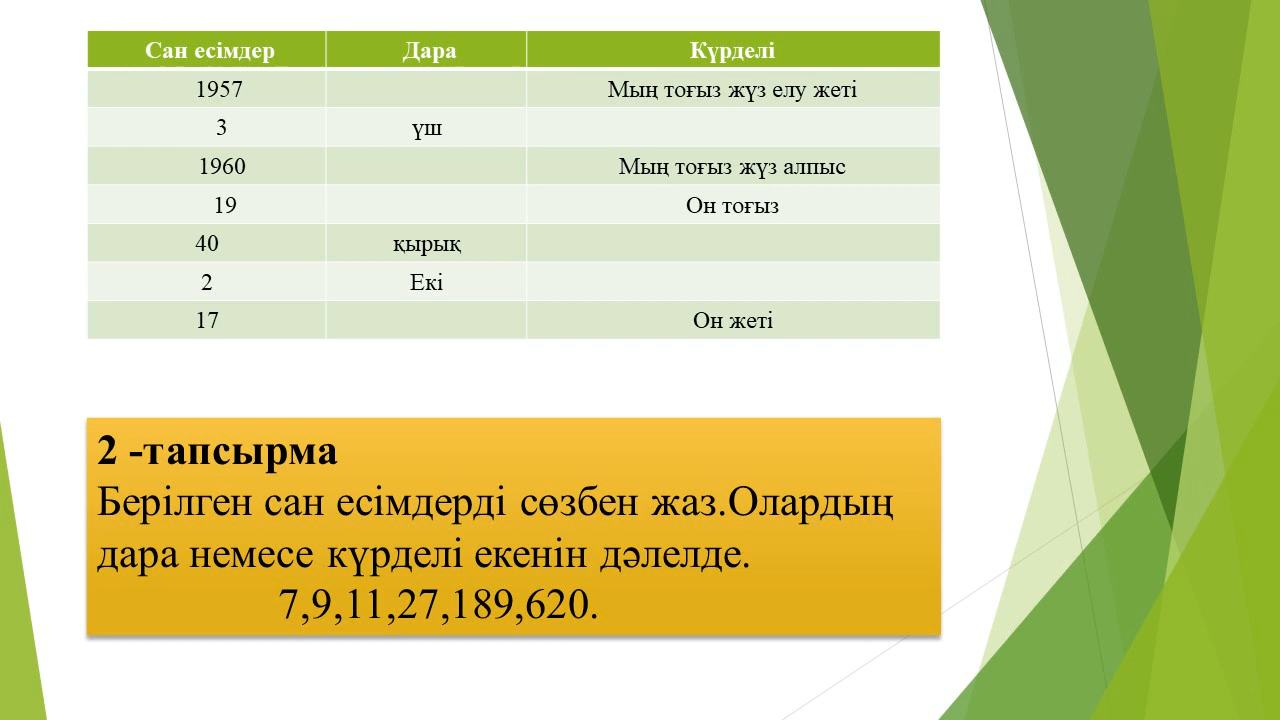 Сан есімдер Дара Күрделі
1957 Мың тоғыз жүз елу жеті
3 үш
1960 Мың тоғыз жүз алпыс
19 Он тоғыз
40 қырық
2 Екі
17 Он жеті
2 -тапсырма
Берілген сан есімдерді сөзбен жаз.Олардың
дара немесе күрделі екенін дәлелде.
7,9,11,27,189,620.